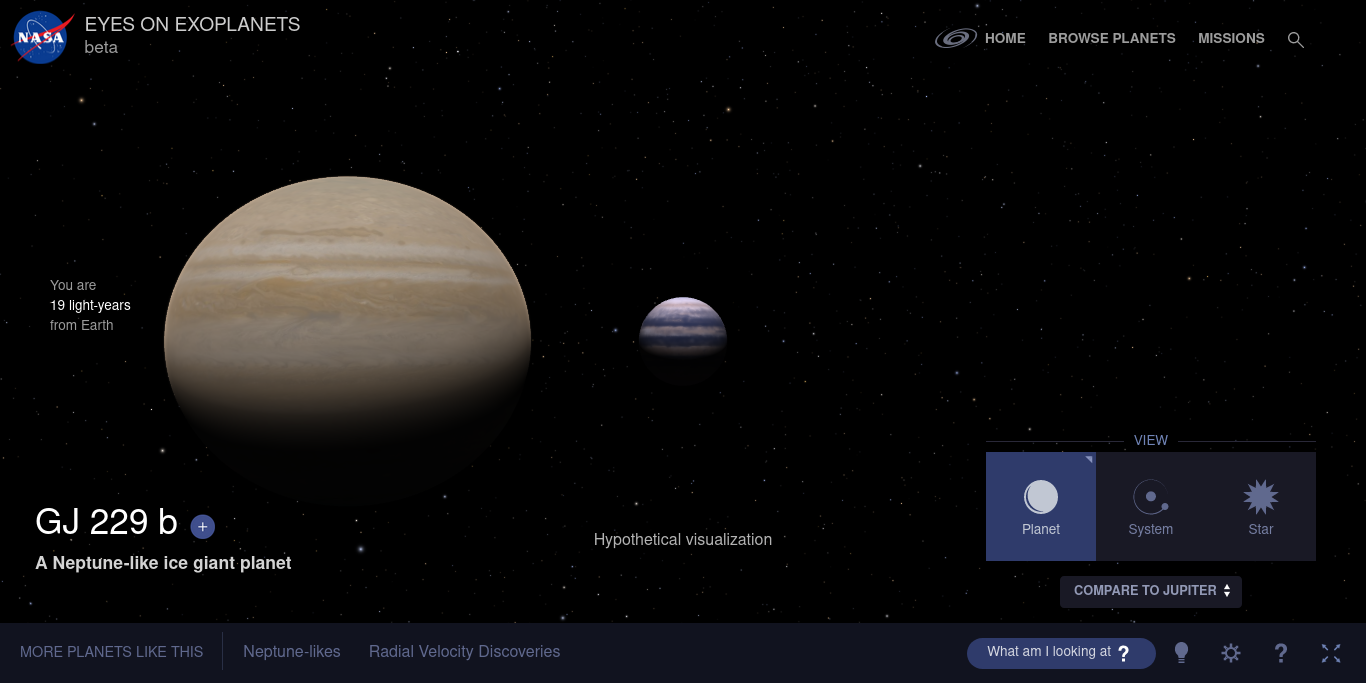 NASA
EYES ON EXOPLANETS
beta
HOME
BROWSE PLANETS
MISSIONS
You are
19 light-years
from Earth
VIEW
Planet
System
Star
GJ 229 b +
A Neptune-like ice giant planet
Hypothetical visualization
COMPARE TO JUPITER
MORE PLANETS LIKE THIS
Neptune-likes
Radial Velocity Discoveries
What am I looking at ?
?